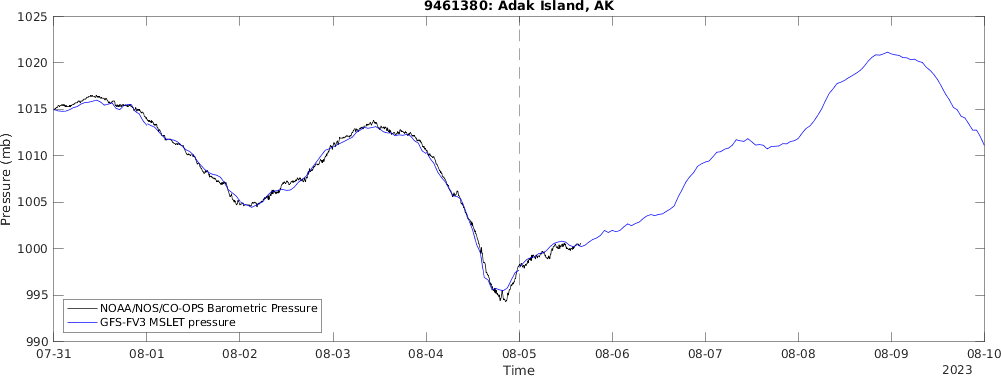 9461380: Adak Island, AK
1025
1020
1015
1010
1005
1000
995
990
Pressure (mb)
NOAA/NOS/CO-OPS Barometric Pressure
GFS-FV3 MSLET pressure
07-31 08-01 08-02 08-03 08-04 08-05 08-06 08-07 08-08 08-09 08-10
Time
2023